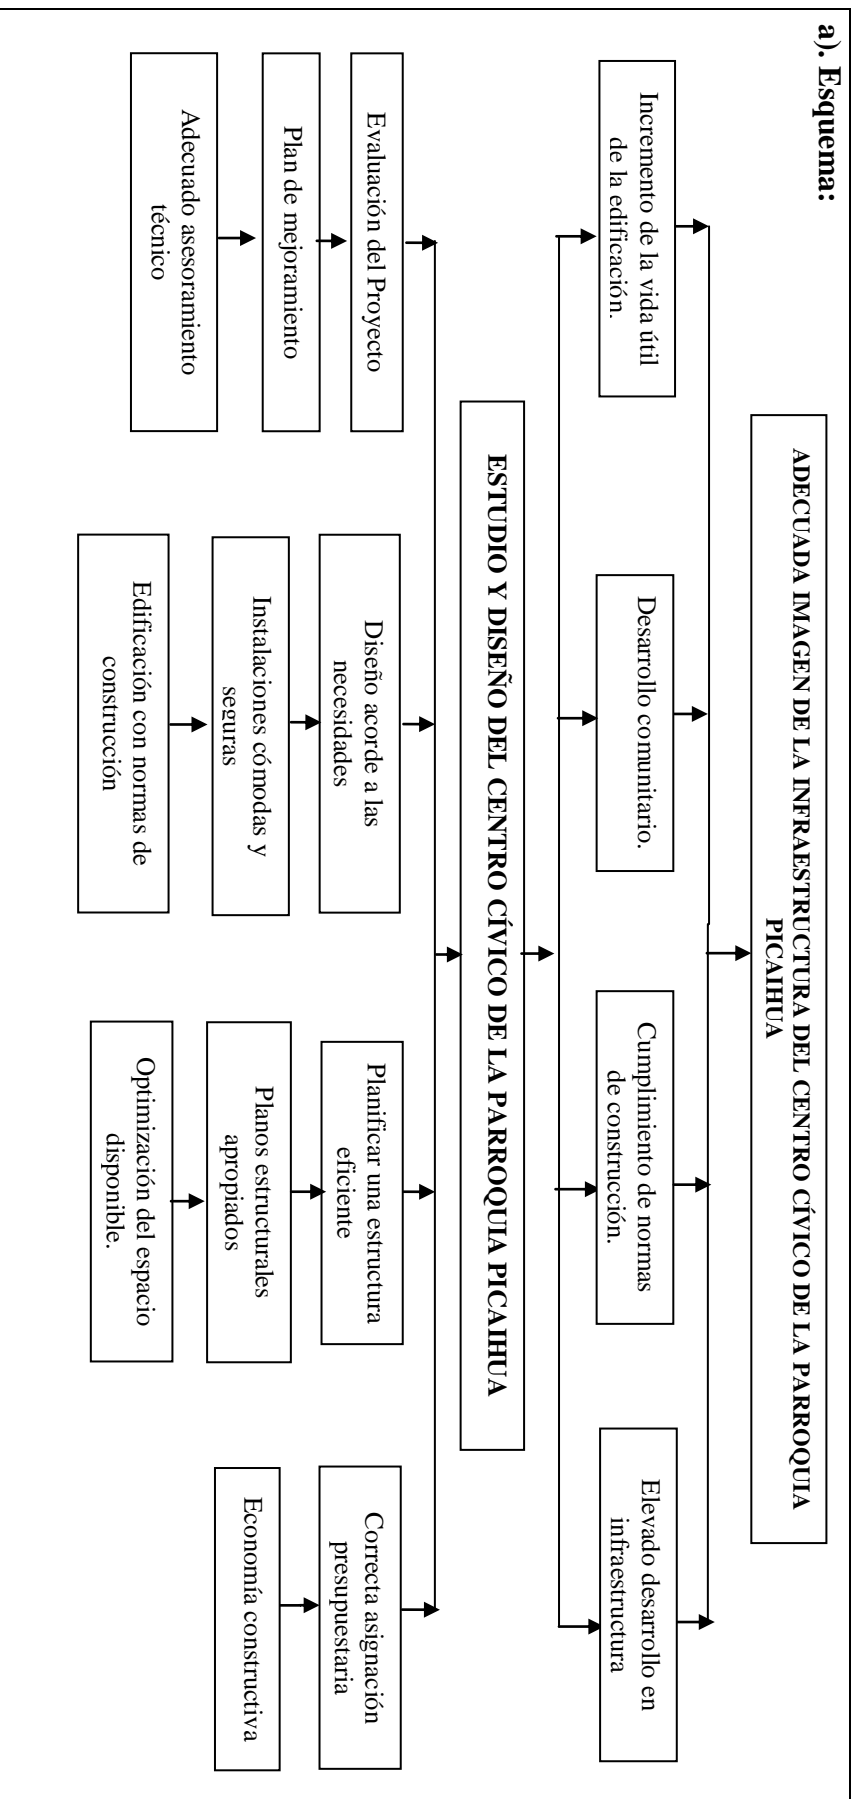 a). Esquema:
ADECUADA IMAGEN DE LA INFRAESTRUCTURA DEL CENTRO CÍVICO DE LA PARROQUIA
PICAIHUA
Incremento de la vida útil
de la edificación.
Desarrollo comunitario.
Cumplimiento de normas
de construcción.
Elevado desarrollo en
infraestructura
ESTUDIO Y DISEÑO DEL CENTRO CÍVICO DE LA PARROQUIA PICAIHUA
Evaluación del Proyecto
Diseño acorde a las
necesidades
Planificar una estructura
eficiente
Correcta asignación
presupuestaria
Plan de mejoramiento
Instalaciones cómodas y
seguras
Planos estructurales
apropiados
Economía constructiva
Adecuado asesoramiento
técnico
Edificación con normas de
construcción
Optimización del espacio
disponible.